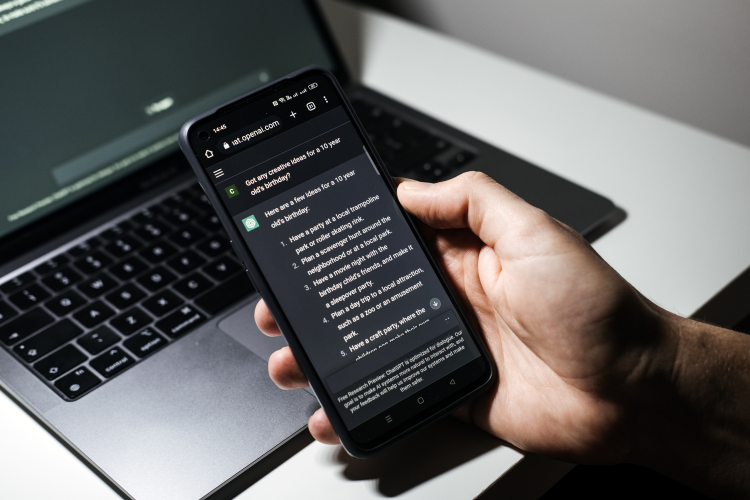 14:45
at.openai.com
C
Got any creative ideas for a 10 year
old's birthday?
Here are a few ideas for a 10 year
old's birthday:
1. Have a party at a local trampoline
park or roller skating rink.
2. Plan a scavenger hunt around the
neighborhood or at a local park.
3. Have a movie night with the
birthday child's friends, and make it
a sleepover party.
4. Plan a day trip to a local attraction,
such as a zoo or an amusement
park.
5. Have a craft party, where the
children can make their own
Free Research Preview: ChatGPT is optimized for dialogue. Our
goal is to make AI systems more natural to interact with, and
your feedback will help us improve our systems and make
them safer.